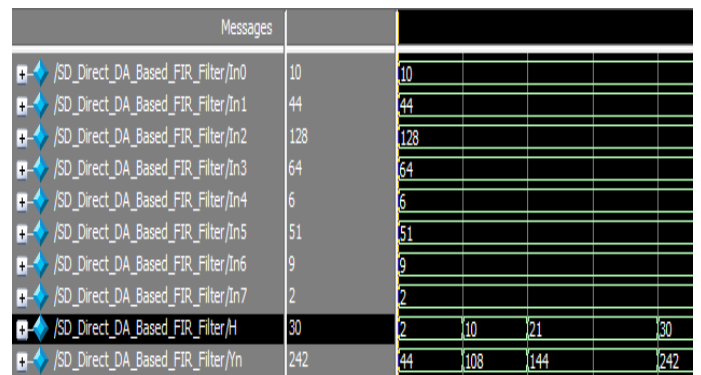 Messages
/SD_Direct_DA_Based_FIR_Filter/In0 10 10
/SD_Direct_DA_Based_FIR_Filter/In1 44 44
/SD_Direct_DA_Based_FIR_Filter/In2 128 128
/SD_Direct_DA_Based_FIR_Filter/In3 64 64
/SD_Direct_DA_Based_FIR_Filter/In4 6 6
/SD_Direct_DA_Based_FIR_Filter/In5 51 51
/SD_Direct_DA_Based_FIR_Filter/In6 9 9
/SD_Direct_DA_Based_FIR_Filter/In7 2 2
/SD_Direct_DA_Based_FIR_Filter/H 30 2 10 21 30
/SD_Direct_DA_Based_FIR_Filter/Yn 242 44 108 144 242